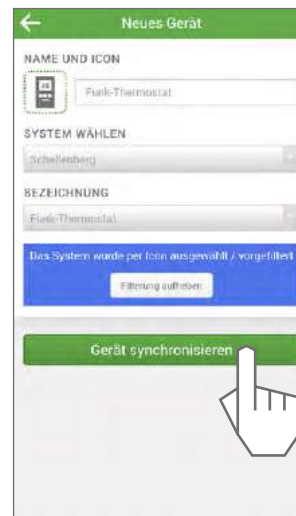 Neues Gerät
NAME UND ICON
Funk-Thermostat
SYSTEM WÄHLEN
Schellenberg
BEZEICHNUNG
Funk-Thermostat
Das System wurde per Icon ausgewählt / vorgefiltert
Filterung aufheben
Gerät synchronisieren